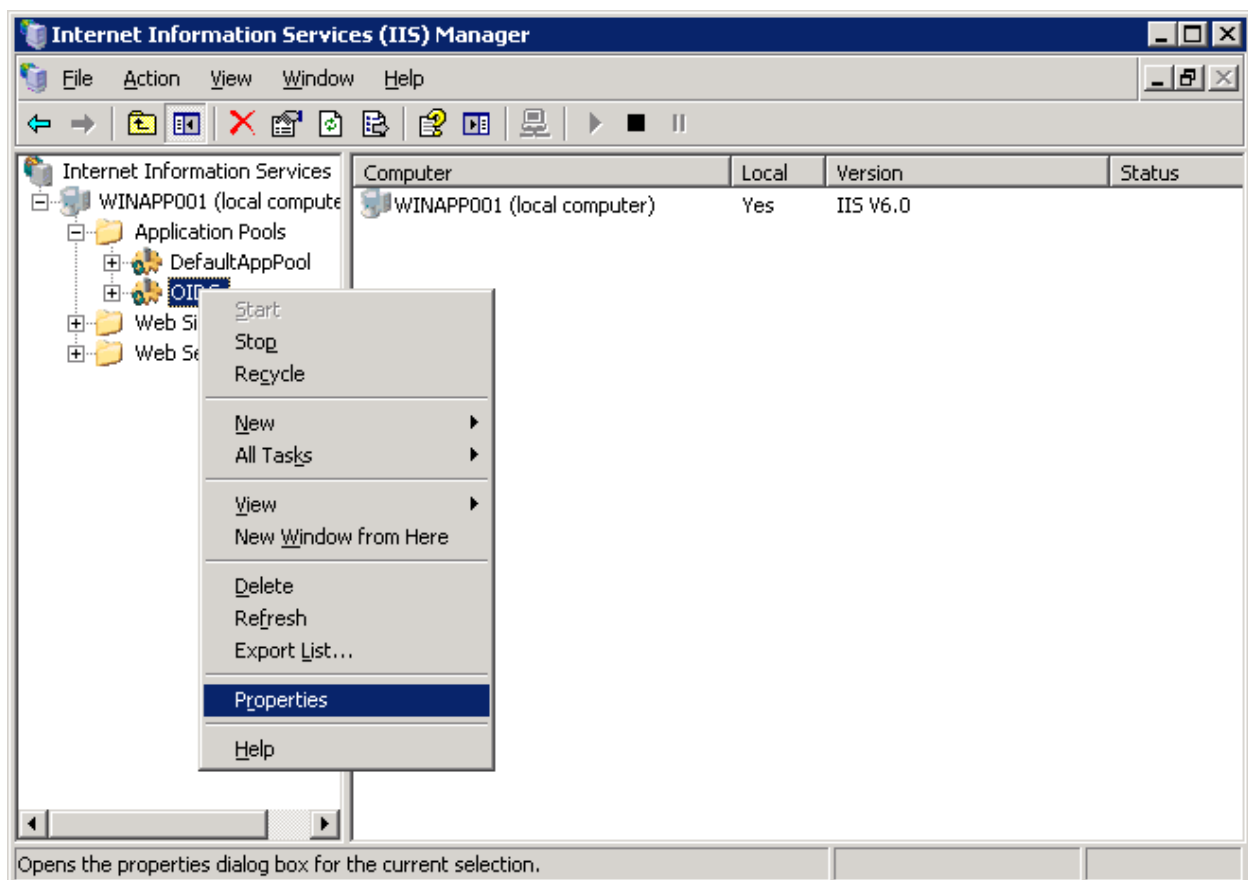 Internet Information Services (IIS) Manager
File Action View Window Help
Internet Information Services
WINAPP001 (local compute
Application Pools
DefaultAppPool
Web Si
Web Se
Computer Local Version Status
WINAPP001 (local computer) Yes IIS V6.0
Start
Stop
Recycle
New
All Tasks
View
New Window from Here
Delete
Refresh
Export List...
Properties
Help
Opens the properties dialog box for the current selection.